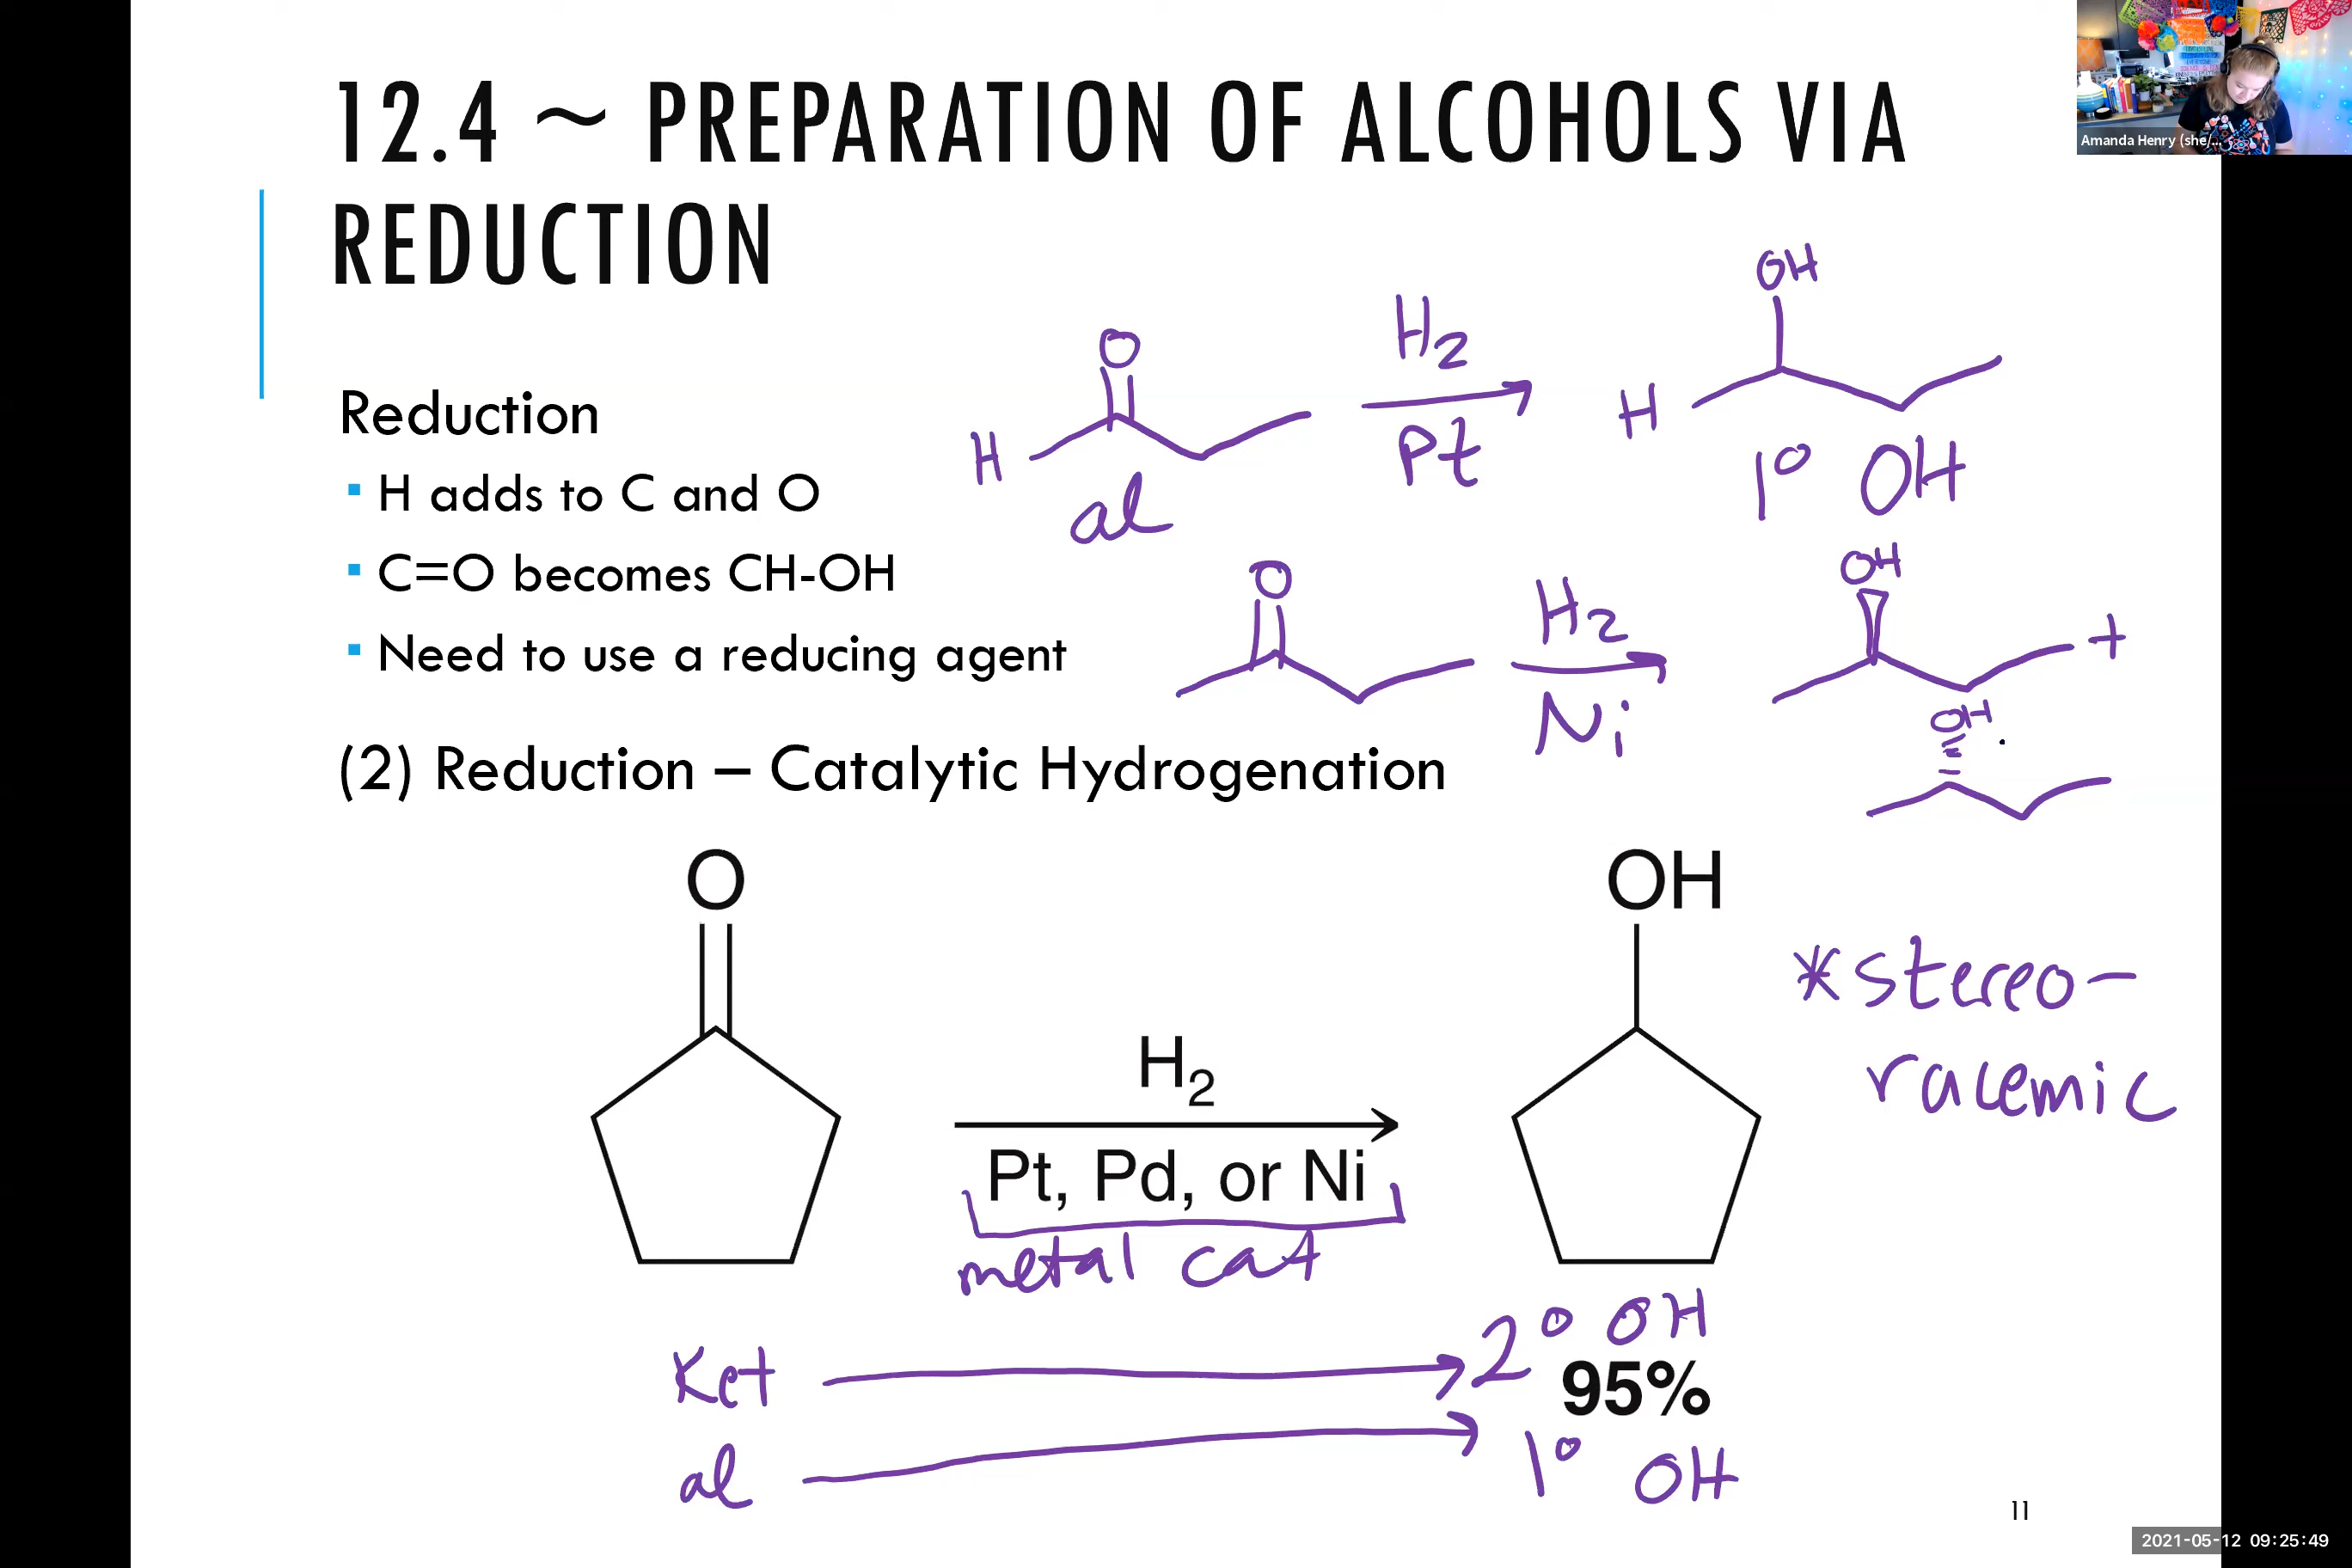 12.4 ~ PREPARATION OF ALCOHOLS VIA
REDUCTION
Amanda Henry (she/...
Reduction
▪ H adds to C and O
▪ C=O becomes CH-OH
▪ Need to use a reducing agent
O
H
al
H2
Pt
OH
H
1° OH
O
H2
Ni
OH
+
OH
(2) Reduction – Catalytic Hydrogenation
O
H2
Pt, Pd, or Ni
metal cat
OH
*stereo-
racemic
Ket
2° OH
95%
al
1° OH
11
2021-05-12 09:25:49